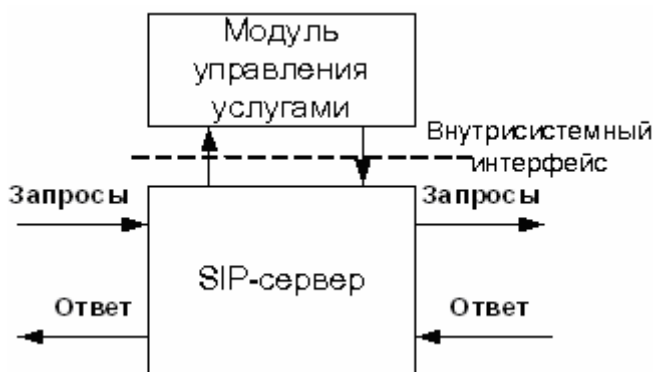 Модуль
управления
услугами
Внутрисистемный
интерфейс
Запросы
Запросы
SIP-сервер
Ответ
Ответ